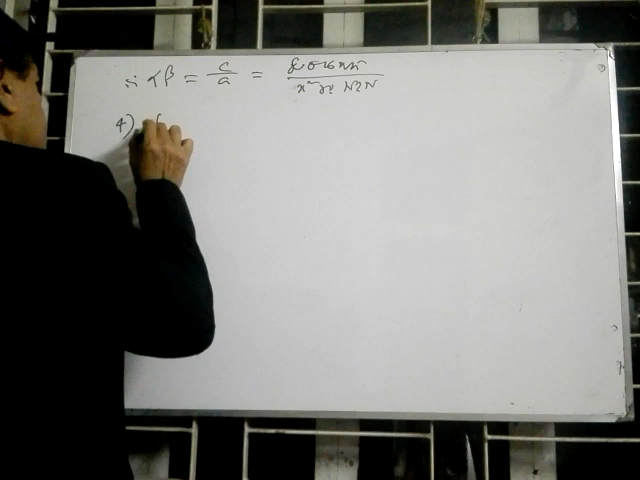 ∴ αβ = c/a = ধ্রুবপদ/x² এর সহগ
4)